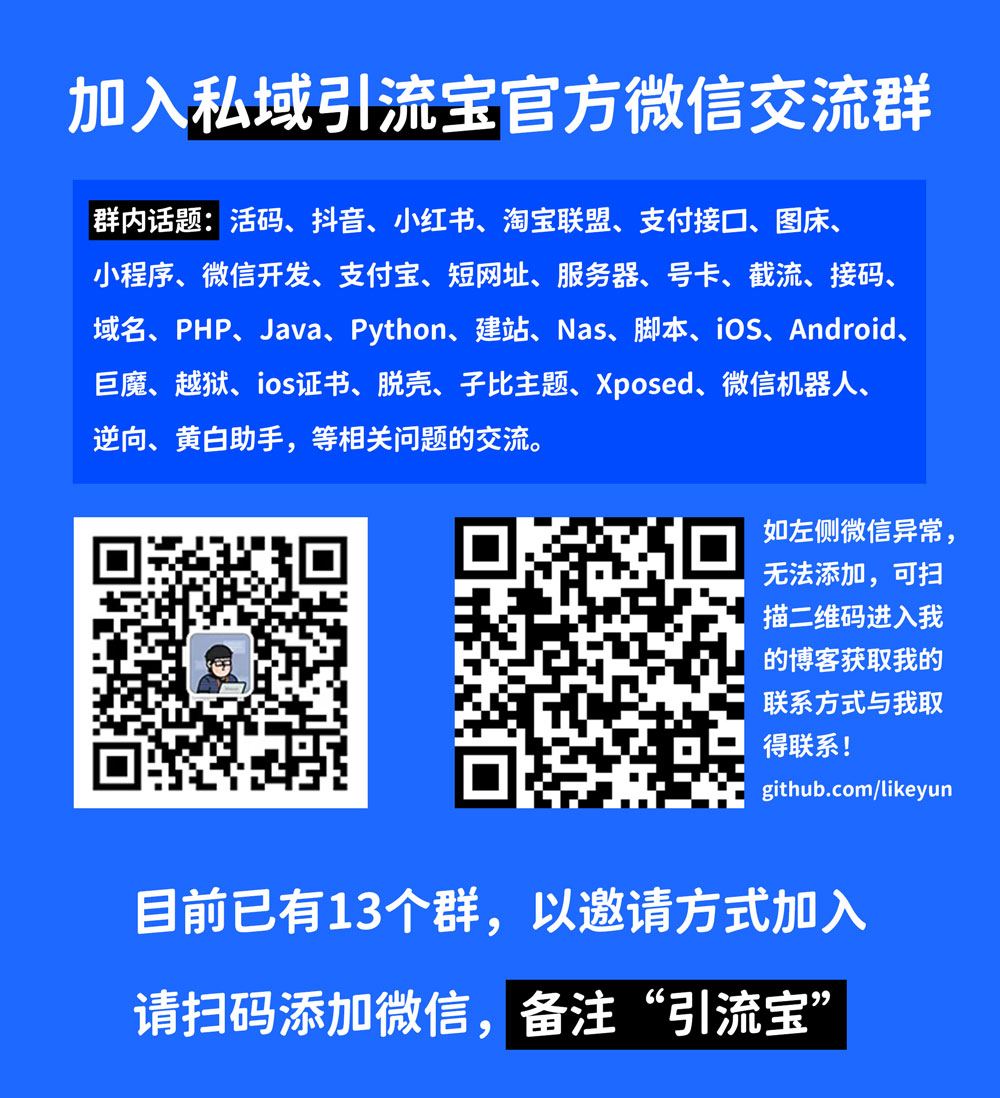 加入私域引流宝官方微信交流群
群内话题：活码、抖音、小红书、淘宝联盟、支付接口、图床、
小程序、微信开发、支付宝、短网址、服务器、号卡、截流、接码、
域名、PHP、Java、Python、建站、Nas、脚本、iOS、Android、
巨魔、越狱、ios证书、脱壳、子比主题、Xposed、微信机器人、
逆向、黄白助手，等相关问题的交流。
如左侧微信异常，
无法添加，可扫
描二维码进入我
的博客获取我的
联系方式与我取
得联系！
github.com/likeyun
目前已有13个群，以邀请方式加入
请扫码添加微信，备注“引流宝”